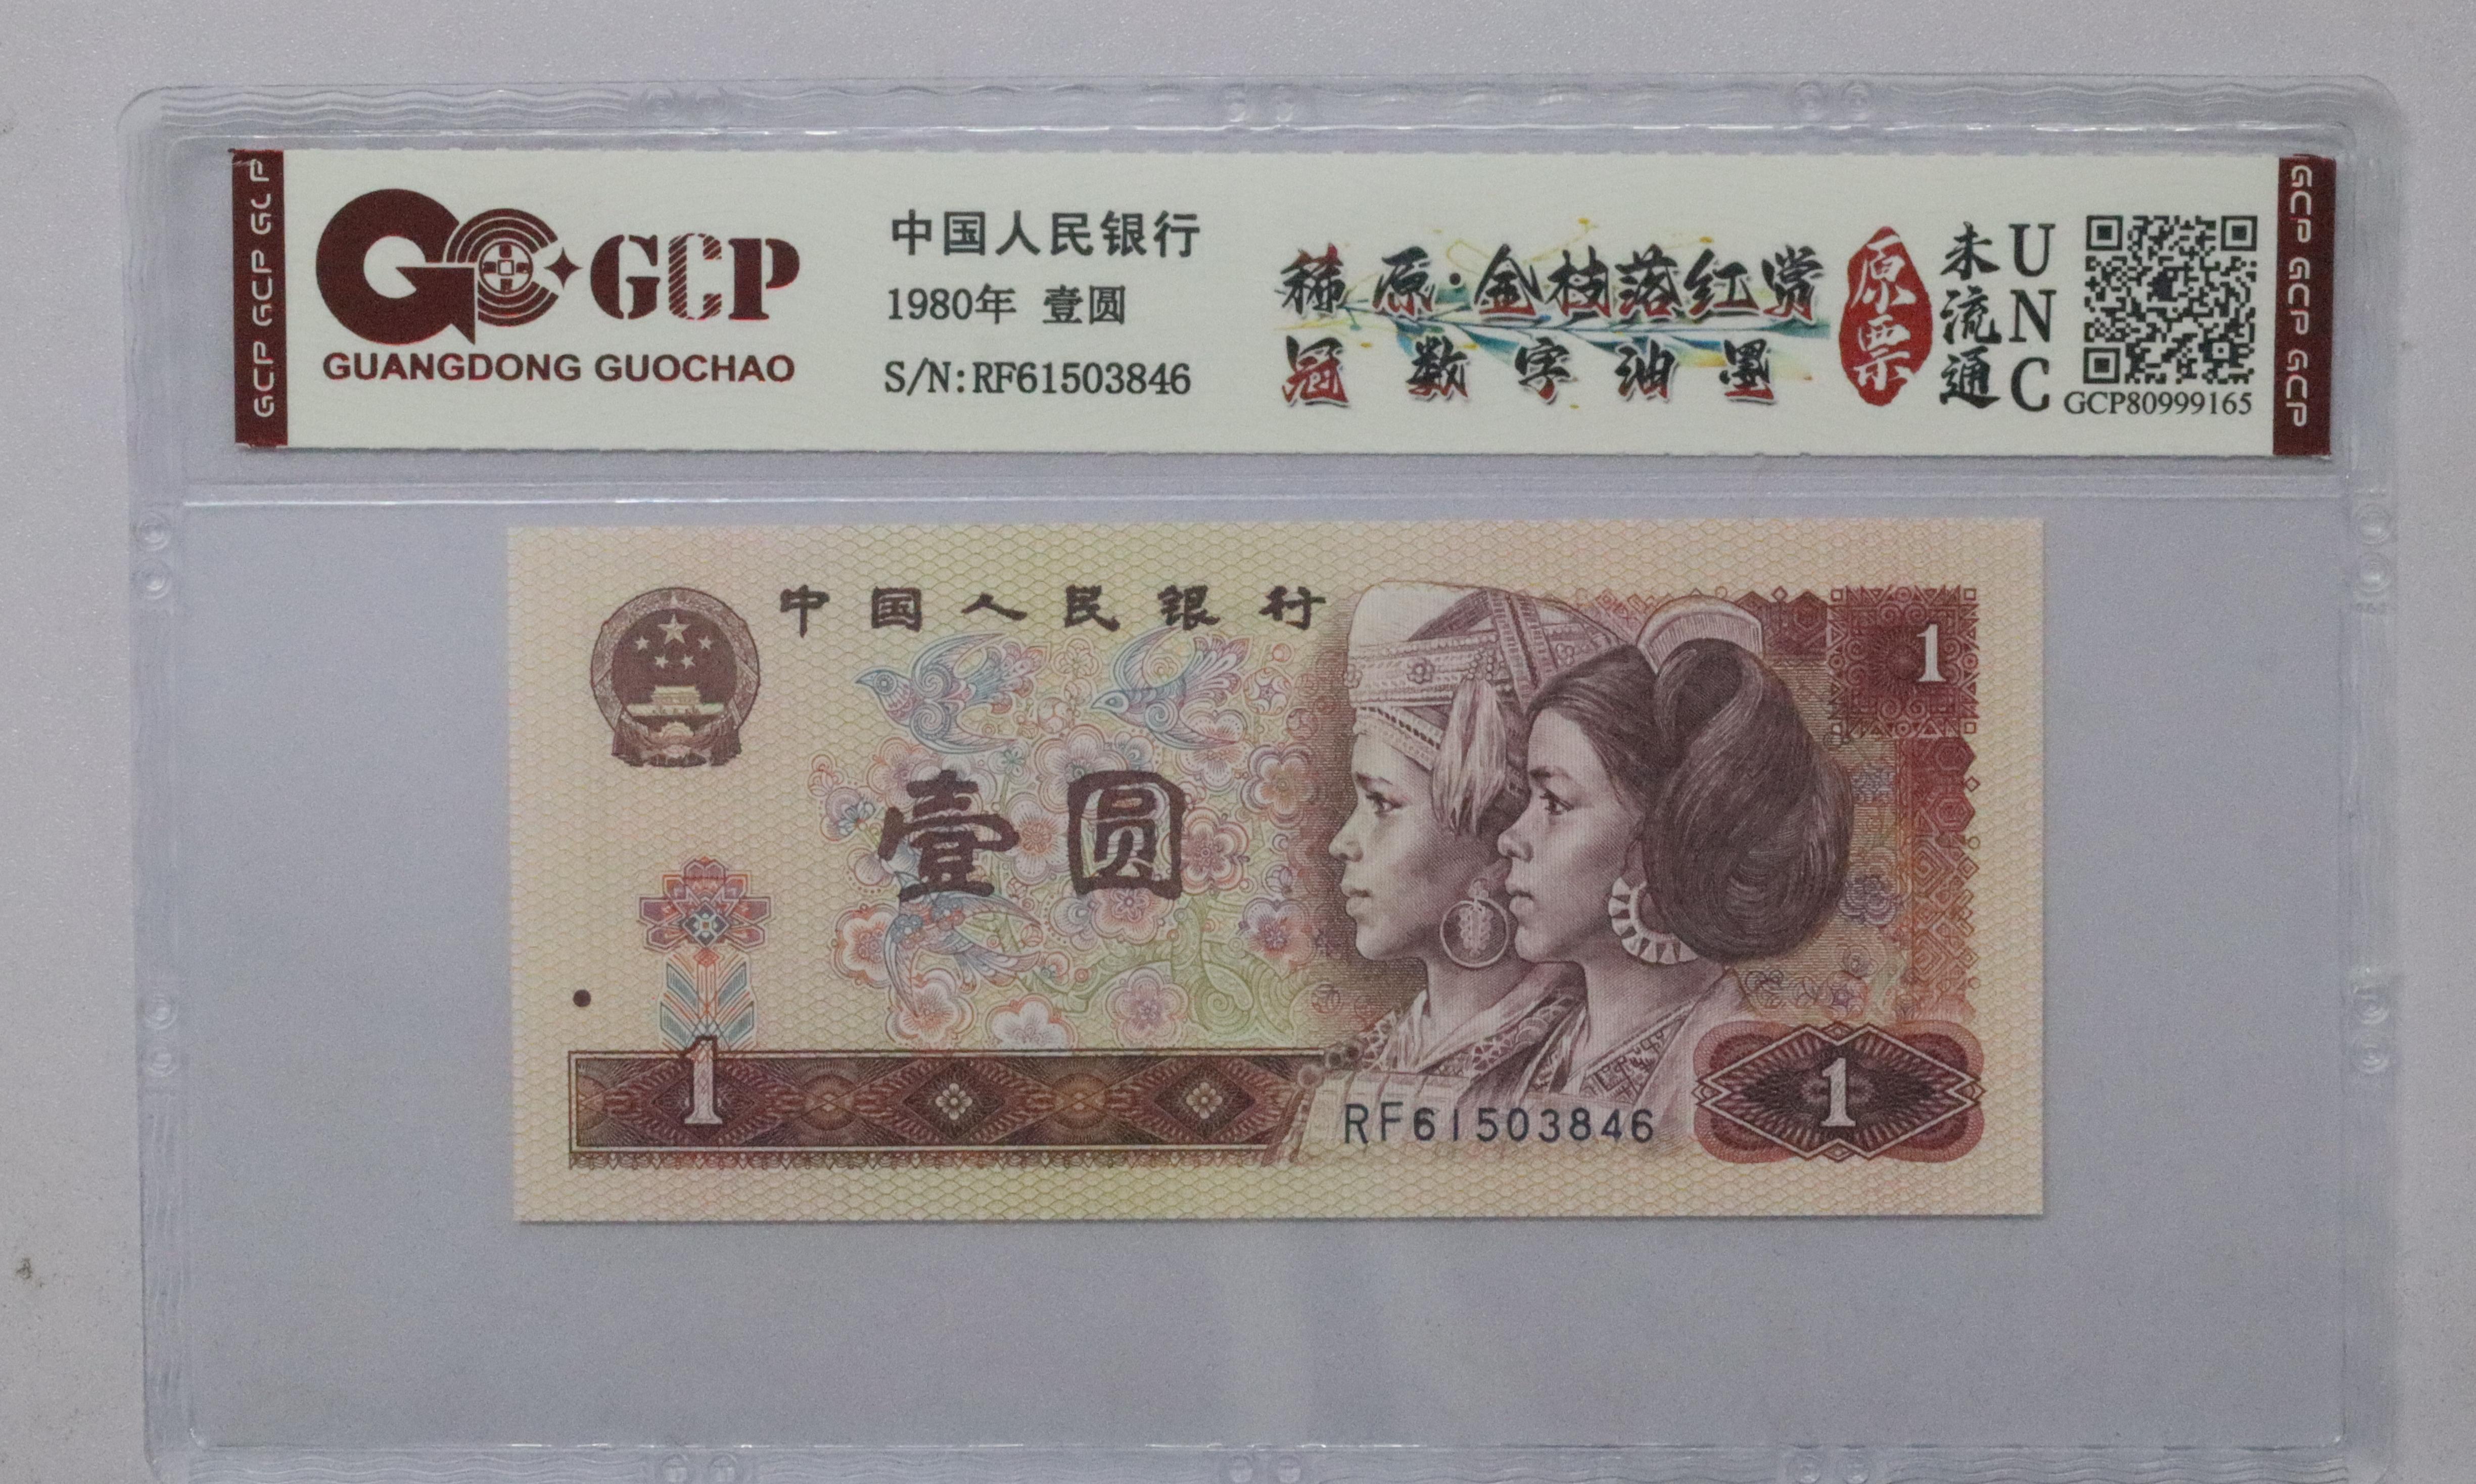 GCP GCP GCP
GCP
GUANGDONG GUOCHAO
中国人民银行
1980年 壹圆
S/N:RF61503846
稀原·金枝落红赏
冠数字油墨
原票
未流通
UNC
GCP80999165
GCP GCP GCP
中国人民银行
1
壹圆
1
1
RF61503846